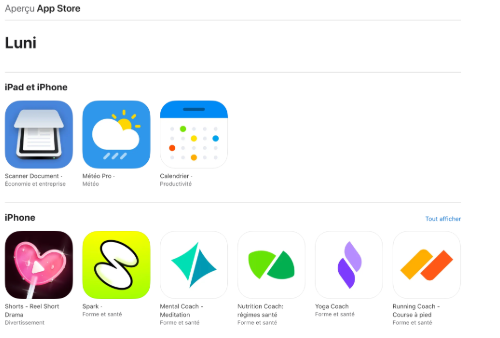 Aperçu App Store
Luni
iPad et iPhone
Scanner Document -
Économie et entreprise
Météo Pro -
Météo
Calendrier -
Productivité
iPhone
Tout afficher
Shorts - Reel Short
Drama
Divertissement
Spark -
Forme et santé
Mental Coach -
Meditation
Forme et santé
Nutrition Coach:
régimes santé
Forme et santé
Yoga Coach
Forme et santé
Running Coach -
Course à pied
Forme et santé